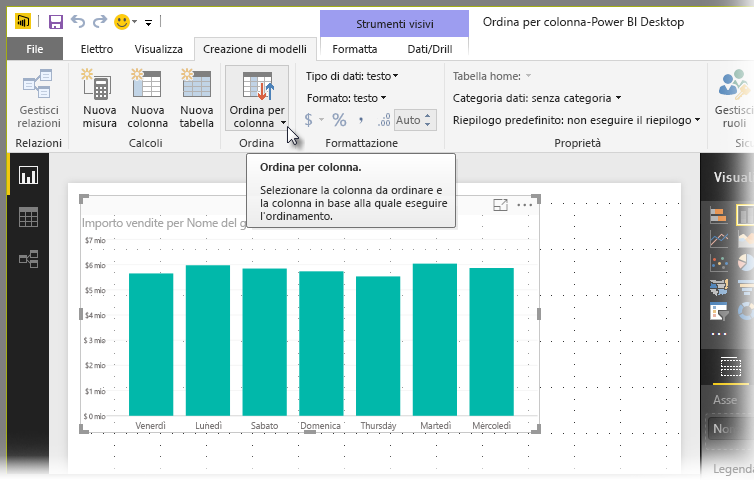 Strumenti visivi
Ordina per colonna-Power BI Desktop
File
Elettro
Visualizza
Creazione di modelli
Formatta
Dati/Drill
Gestisci
relazioni
Nuova
misura
Nuova
colonna
Nuova
tabella
Ordina per
colonna
Tipo di dati: testo
Formato: testo
$ % , .00 Auto
Tabella home:
Categoria dati: senza categoria
Riepilogo predefinito: non eseguire il riepilogo
Gestisci
ruoli
Relazioni
Calcoli
Ordina
Formattazione
Proprietà
Sicu
Ordina per colonna.
Selezionare la colonna da ordinare e
la colonna in base alla quale eseguire
l'ordinamento.
Visual
Importo vendite per Nome del g
$7 mio
$6 mio
$5 mio
$4 mio
$3 mio
$2 mio
$1 mio
$0 mio
Venerdì
Lunedì
Sabato
Domenica
Thursday
Martedì
Mercoledì
Asse
No
Legenda